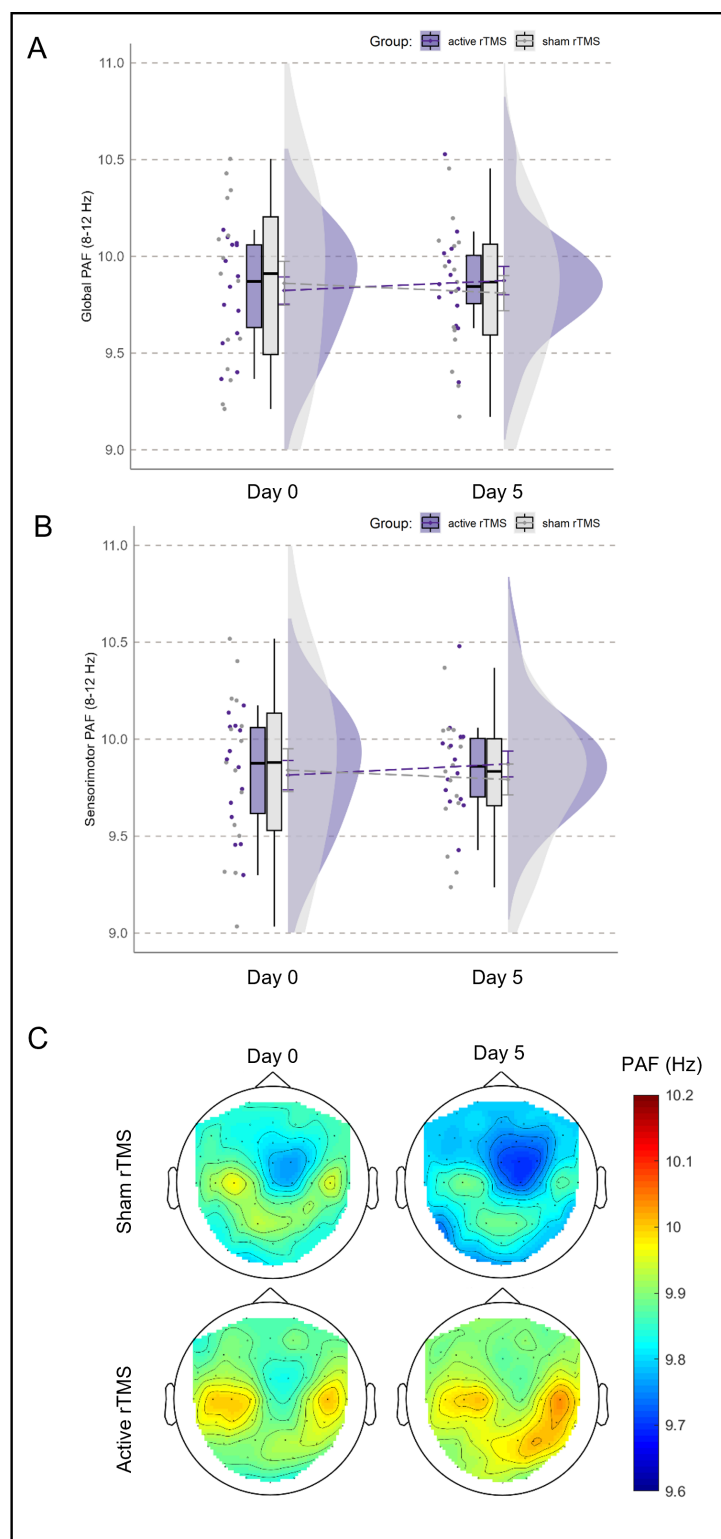 A
Group: active rTMS sham rTMS
Global PAF (8-12 Hz)
11.0
10.5
10.0
9.5
9.0
Day 0 Day 5
B
Group: active rTMS sham rTMS
Sensorimotor PAF (8-12 Hz)
11.0
10.5
10.0
9.5
9.0
Day 0 Day 5
C
Day 0 Day 5
PAF (Hz)
Sham rTMS
Active rTMS
10.2
10.1
10
9.9
9.8
9.7
9.6